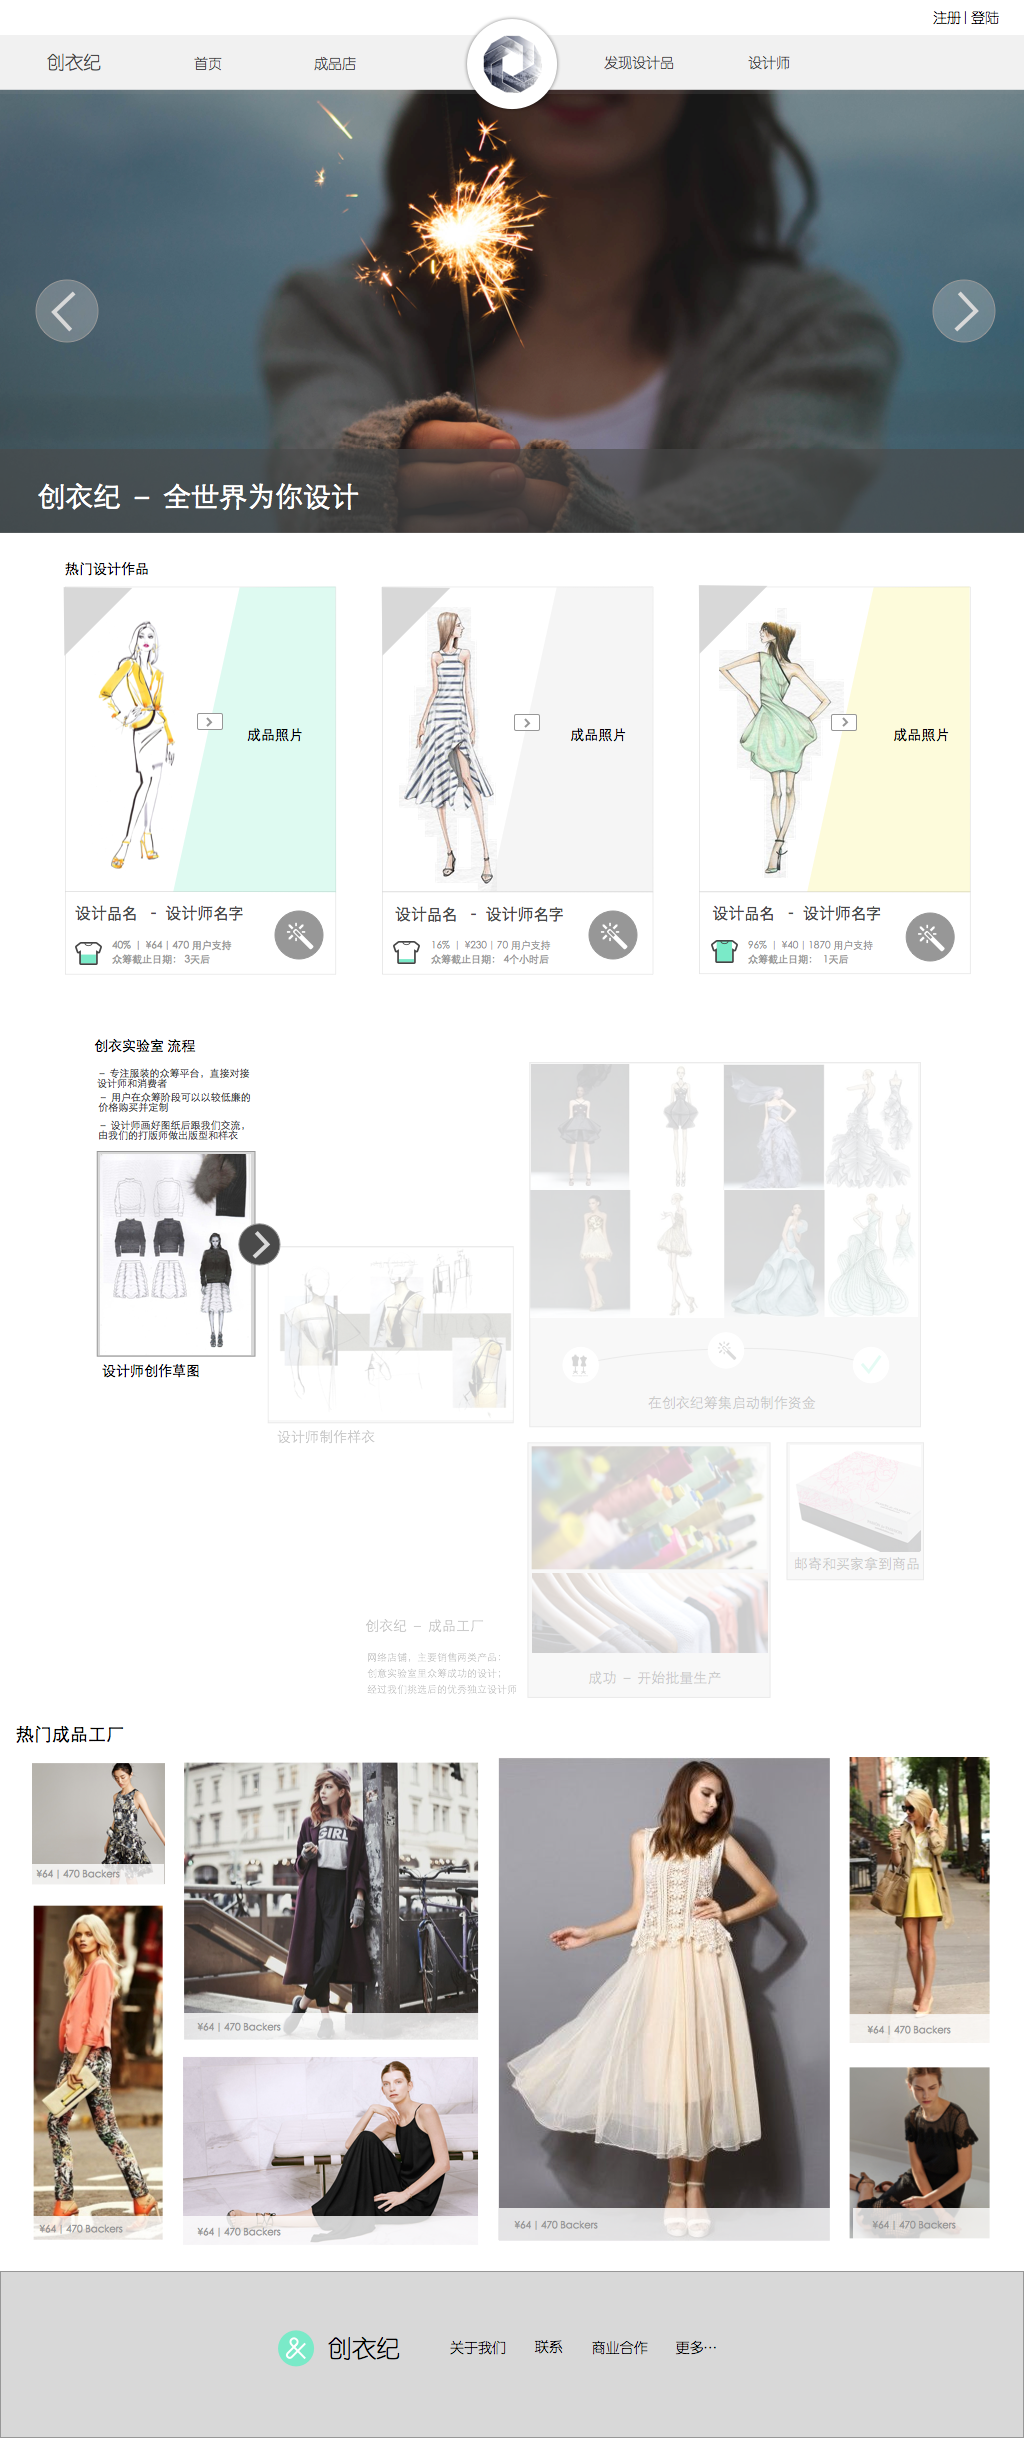 注册 | 登陆
创衣纪
首页
成品店
发现设计品
设计师
创衣纪 – 全世界为你设计
热门设计作品
成品照片
成品照片
成品照片
设计品名 - 设计师名字
40% | ¥64 | 470 用户支持
众筹截止日期： 3天后
设计品名 - 设计师名字
16% | ¥230 | 70 用户支持
众筹截止日期： 4个小时后
设计品名 - 设计师名字
96% | ¥40 | 1870 用户支持
众筹截止日期： 1天后
创衣实验室 流程
– 专注服装的众筹平台，直接对接
设计师和消费者
– 用户在众筹阶段可以以较低廉的
价格购买并定制
– 设计师画好图纸后跟我们交流，
由我们的打版师做出版型和样衣
设计师创作草图
设计师制作样衣
在创衣纪筹集启动制作资金
邮寄和买家拿到商品
创衣纪 – 成品工厂
网络店铺，主要销售两类产品：
创意实验室里众筹成功的设计；
经过我们挑选后的优秀独立设计师
成功 – 开始批量生产
热门成品工厂
¥64 | 470 Backers
¥64 | 470 Backers
¥64 | 470 Backers
¥64 | 470 Backers
¥64 | 470 Backers
¥64 | 470 Backers
¥64 | 470 Backers
GIRL
创衣纪
关于我们
联系
商业合作
更多…